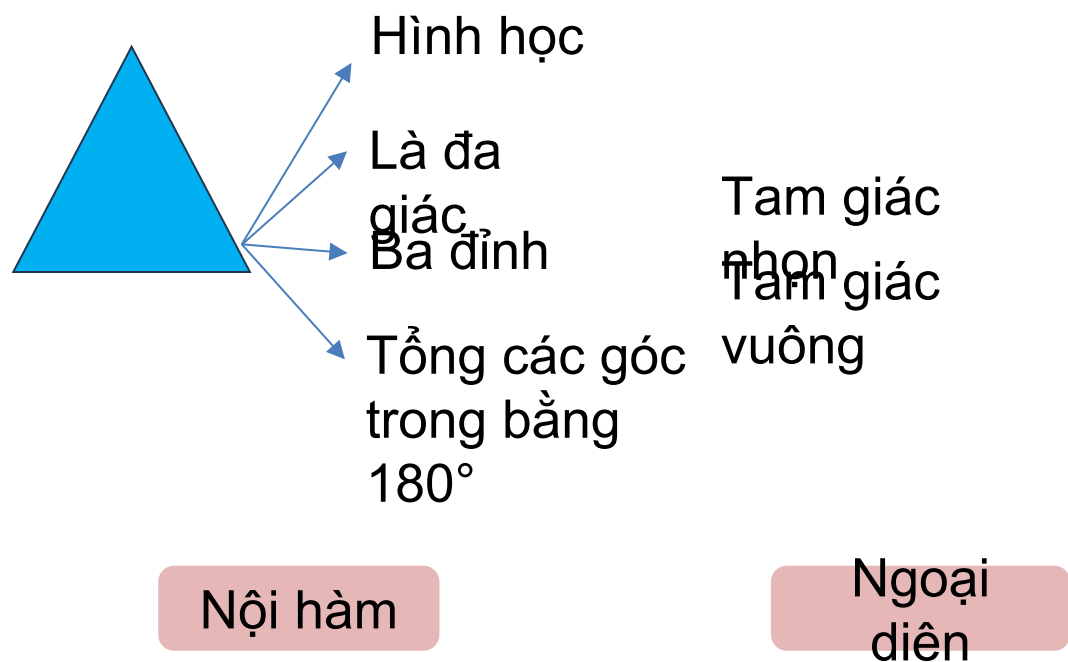 Hình học
Là đa
giác
Ba đỉnh
Tổng các góc
trong bằng
180°
Tam giác
nhọn
Tam giác
vuông
Nội hàm
Ngoại
diên